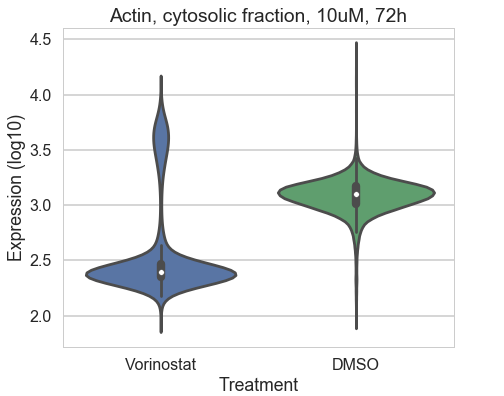 Actin, cytosolic fraction, 10uM, 72h
4.5
4.0
3.5
3.0
2.5
2.0
Expression (log10)
Vorinostat DMSO
Treatment